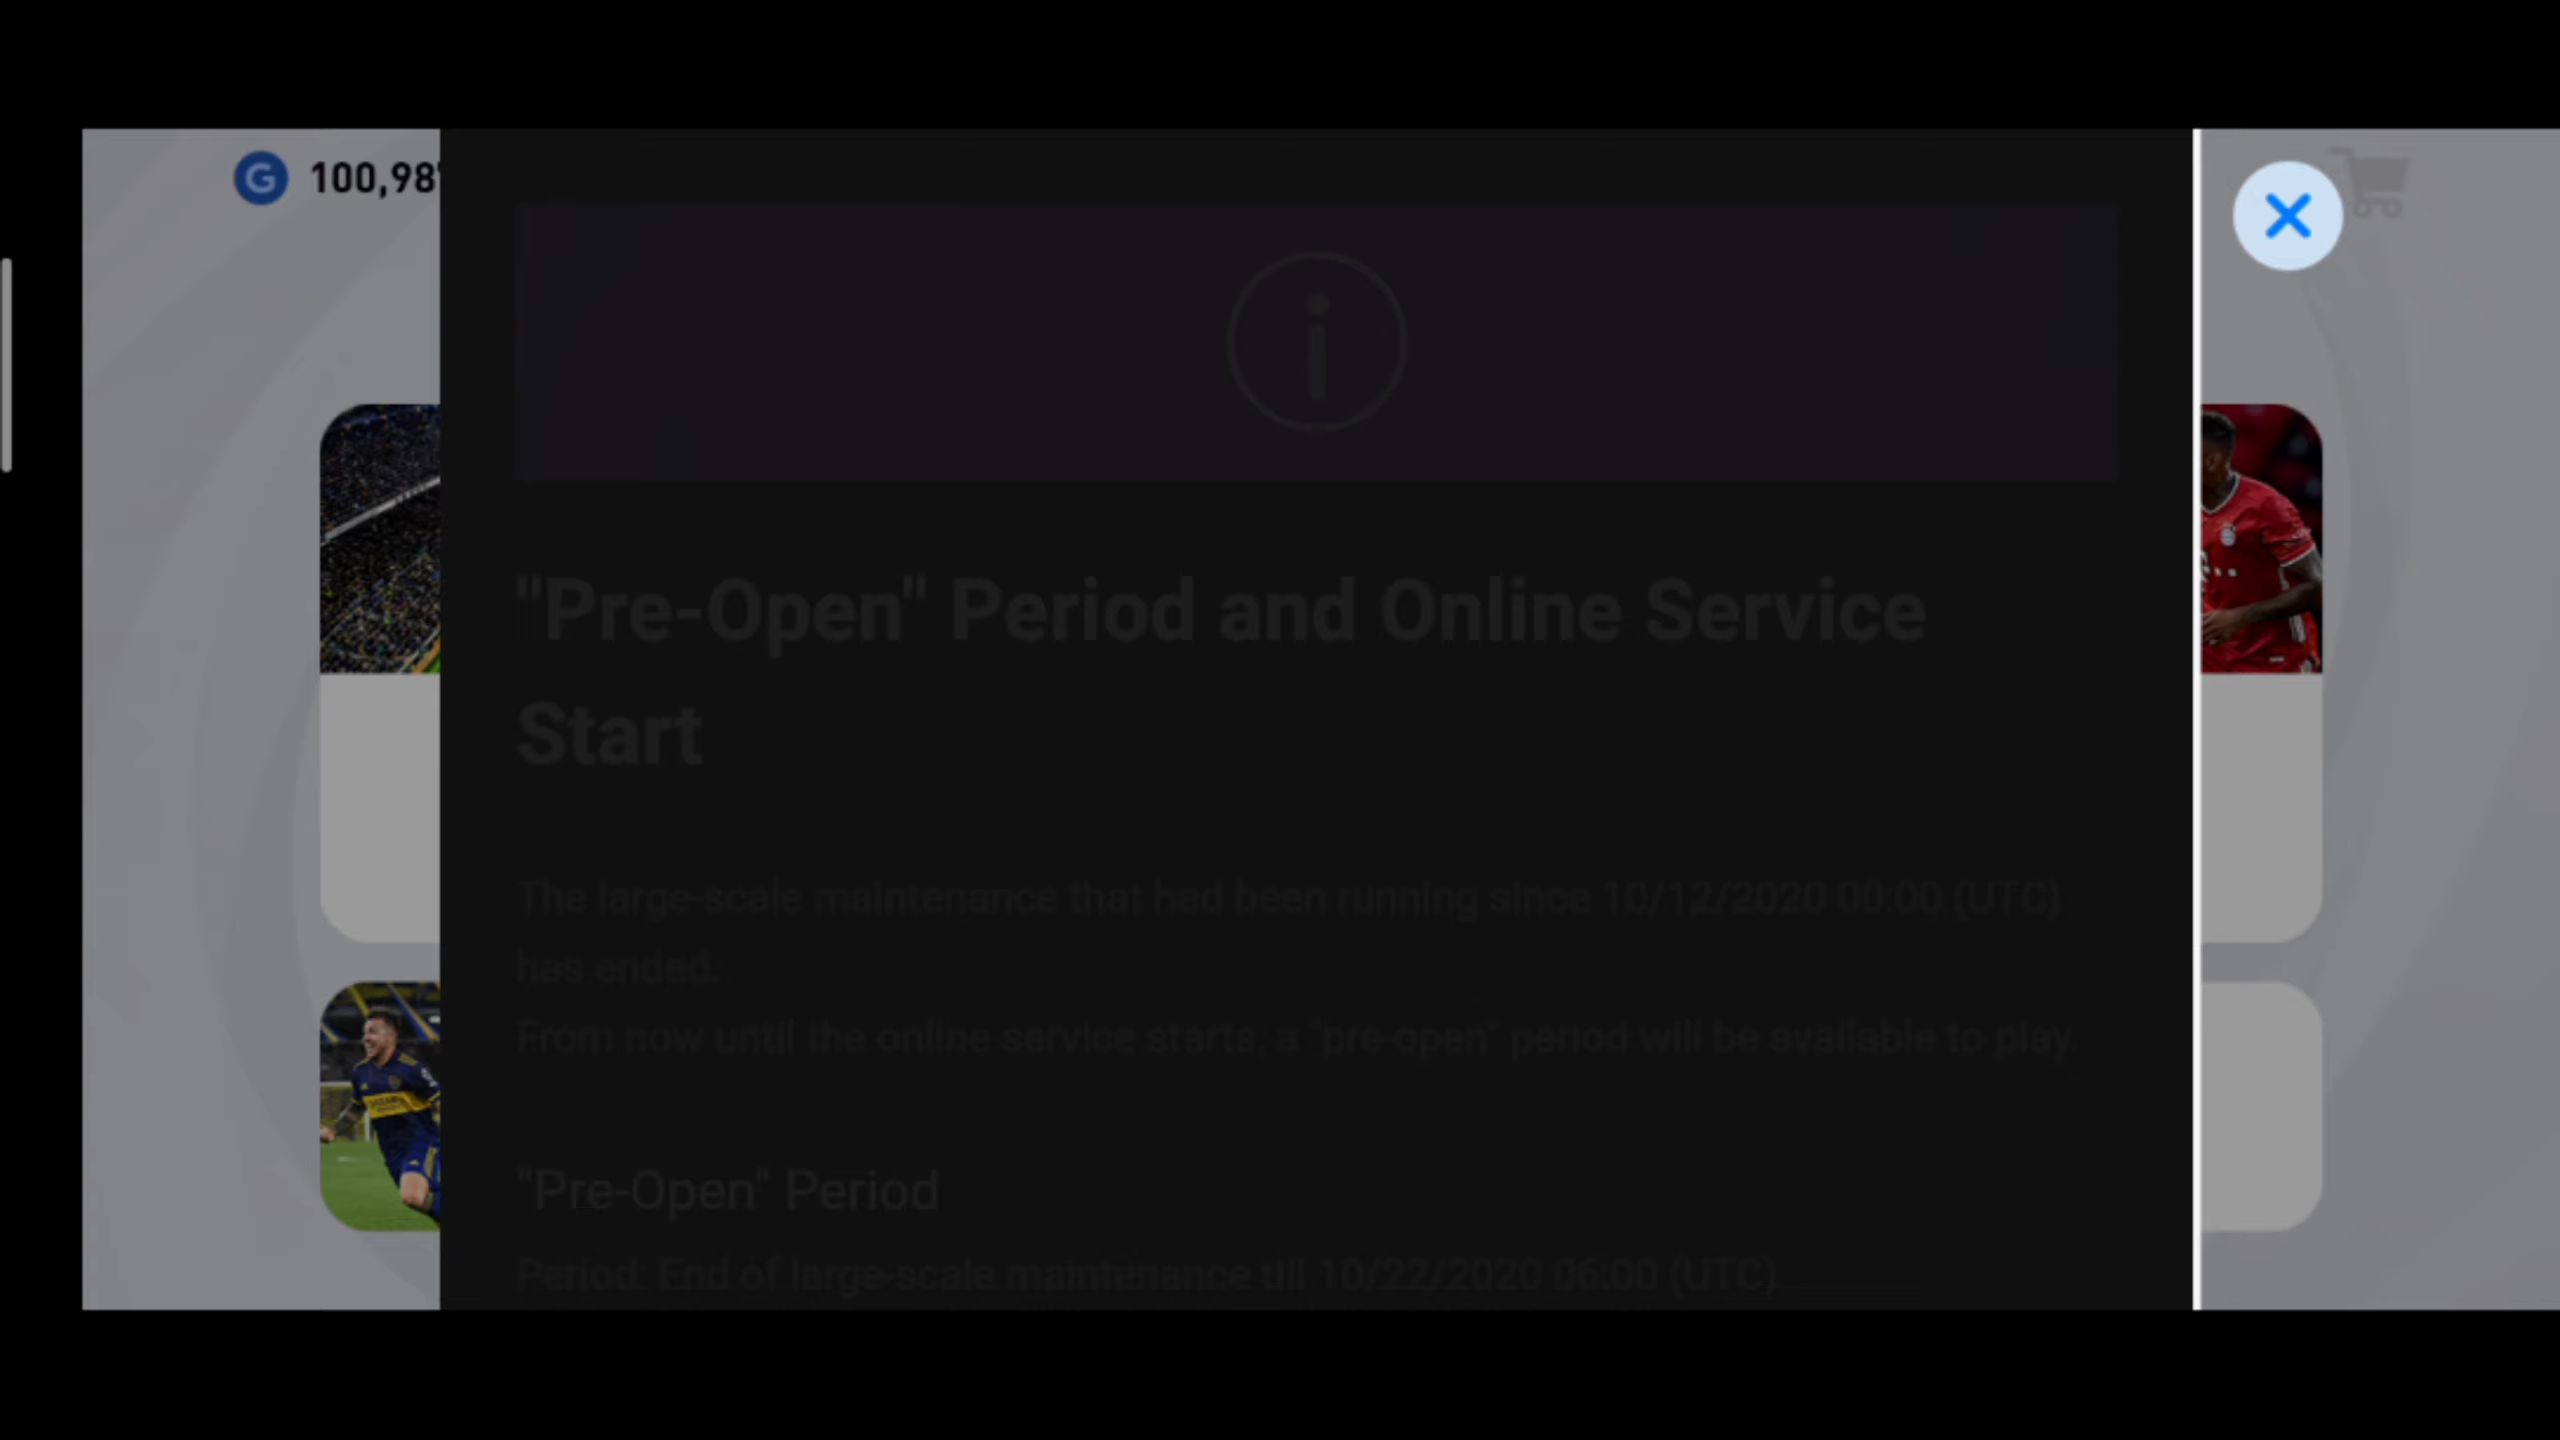 G 100,98
"Pre-Open" Period and Online Service
Start
The large-scale maintenance that had been running since 10/12/2020 00:00 (UTC)
has ended.
From now until the online service starts, a "pre-open" period will be available to play.
"Pre-Open" Period
Period: End of large-scale maintenance till 10/22/2020 06:00 (UTC)